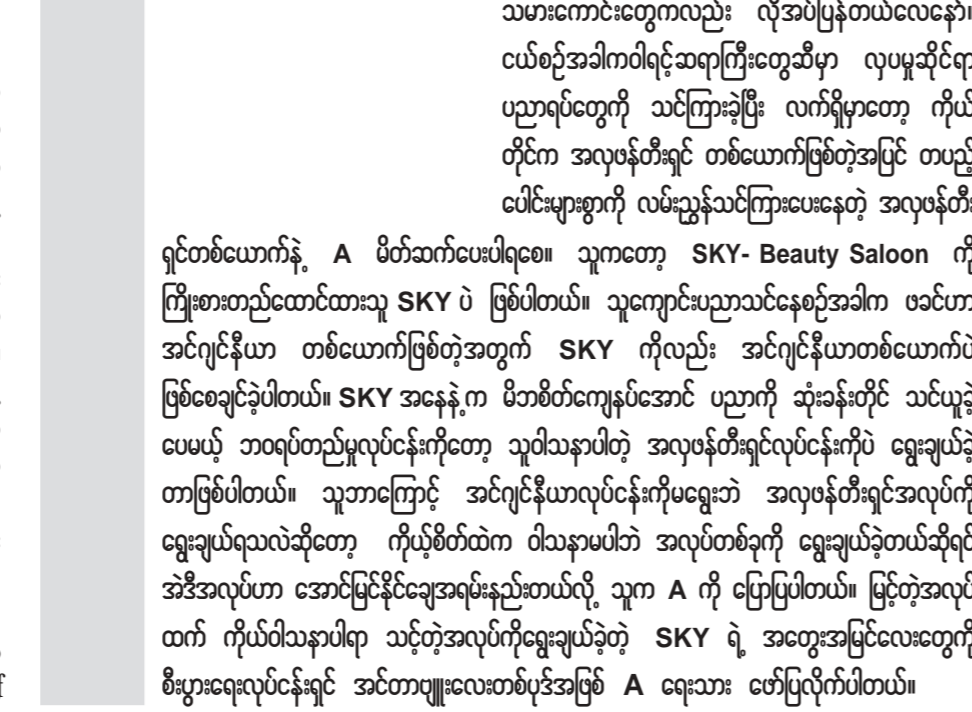 သမားကောင်းတွေကလည်း လိုအပ်ပြန်တယ်လေနော်။
ငယ်စဉ်အခါကဝါရင့်ဆရာကြီးတွေဆီမှာ လှပမှုဆိုင်ရာ
ပညာရပ်တွေကို သင်ကြားခဲ့ပြီး လက်ရှိမှာတော့ ကိုယ်
တိုင်က အလှဖန်တီးရှင် တစ်ယောက်ဖြစ်တဲ့အပြင် တပည့်
ပေါင်းများစွာကို လမ်းညွှန်သင်ကြားပေးနေတဲ့ အလှဖန်တီး
ရှင်တစ်ယောက်နဲ့ A မိတ်ဆက်ပေးပါရစေ။ သူကတော့ SKY- Beauty Saloon ကို
ကြိုးစားတည်ထောင်ထားသူ SKY ပဲ ဖြစ်ပါတယ်။ သူကျောင်းပညာသင်နေစဉ်အခါက ဖခင်ဟာ
အင်ဂျင်နီယာ တစ်ယောက်ဖြစ်တဲ့အတွက် SKY ကိုလည်း အင်ဂျင်နီယာတစ်ယောက်ပဲ
ဖြစ်စေချင်ခဲ့ပါတယ်။ SKY အနေနဲ့က မိဘစိတ်ကျေနပ်အောင် ပညာကို ဆုံးခန်းတိုင် သင်ယူခဲ့
ပေမယ့် ဘဝရပ်တည်မှုလုပ်ငန်းကိုတော့ သူဝါသနာပါတဲ့ အလှဖန်တီးရှင်လုပ်ငန်းကိုပဲ ရွေးချယ်ခဲ့
တာဖြစ်ပါတယ်။ သူဘာကြောင့် အင်ဂျင်နီယာလုပ်ငန်းကိုမရွေးဘဲ အလှဖန်တီးရှင်အလုပ်ကို
ရွေးချယ်ရသလဲဆိုတော့ ကိုယ့်စိတ်ထဲက ဝါသနာမပါဘဲ အလုပ်တစ်ခုကို ရွေးချယ်ခဲ့တယ်ဆိုရင်
အဲဒီအလုပ်ဟာ အောင်မြင်နိုင်ချေအရမ်းနည်းတယ်လို့ သူက A ကို ပြောပြပါတယ်။ မြင့်တဲ့အလုပ်
ထက် ကိုယ်ဝါသနာပါရာ သင့်တဲ့အလုပ်ကိုရွေးချယ်ခဲ့တဲ့ SKY ရဲ့ အတွေးအမြင်လေးတွေကို
စီးပွားရေးလုပ်ငန်းရှင် အင်တာဗျူးလေးတစ်ပုဒ်အဖြစ် A ရေးသား ဖော်ပြလိုက်ပါတယ်။